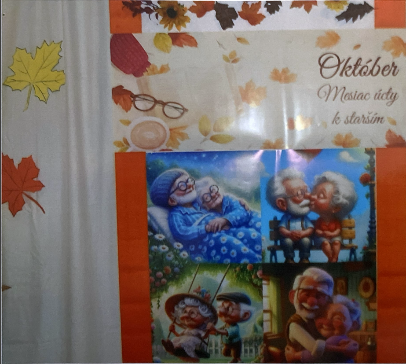 Október
Mesiac úcty
k starším